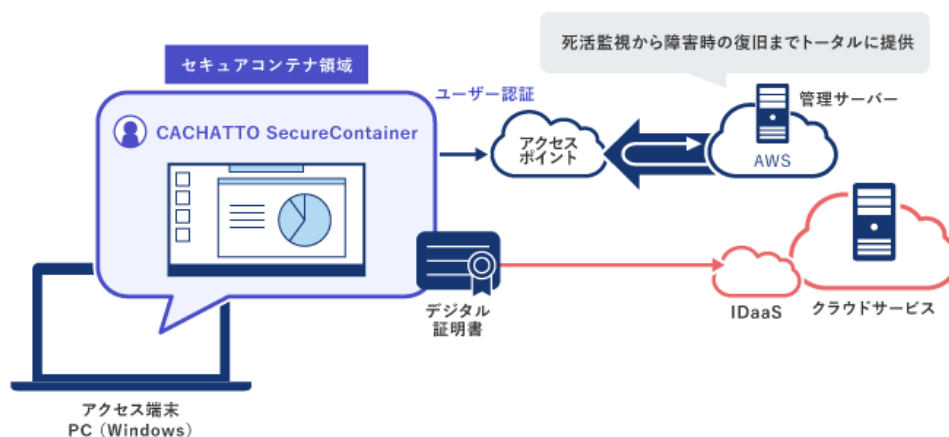 死活監視から障害時の復旧までトータルに提供
セキュアコンテナ領域
ユーザー認証
管理サーバー
CACHATTO SecureContainer
アクセス
ポイント
AWS
デジタル
証明書
IDaaS
クラウドサービス
アクセス端末
PC（Windows）